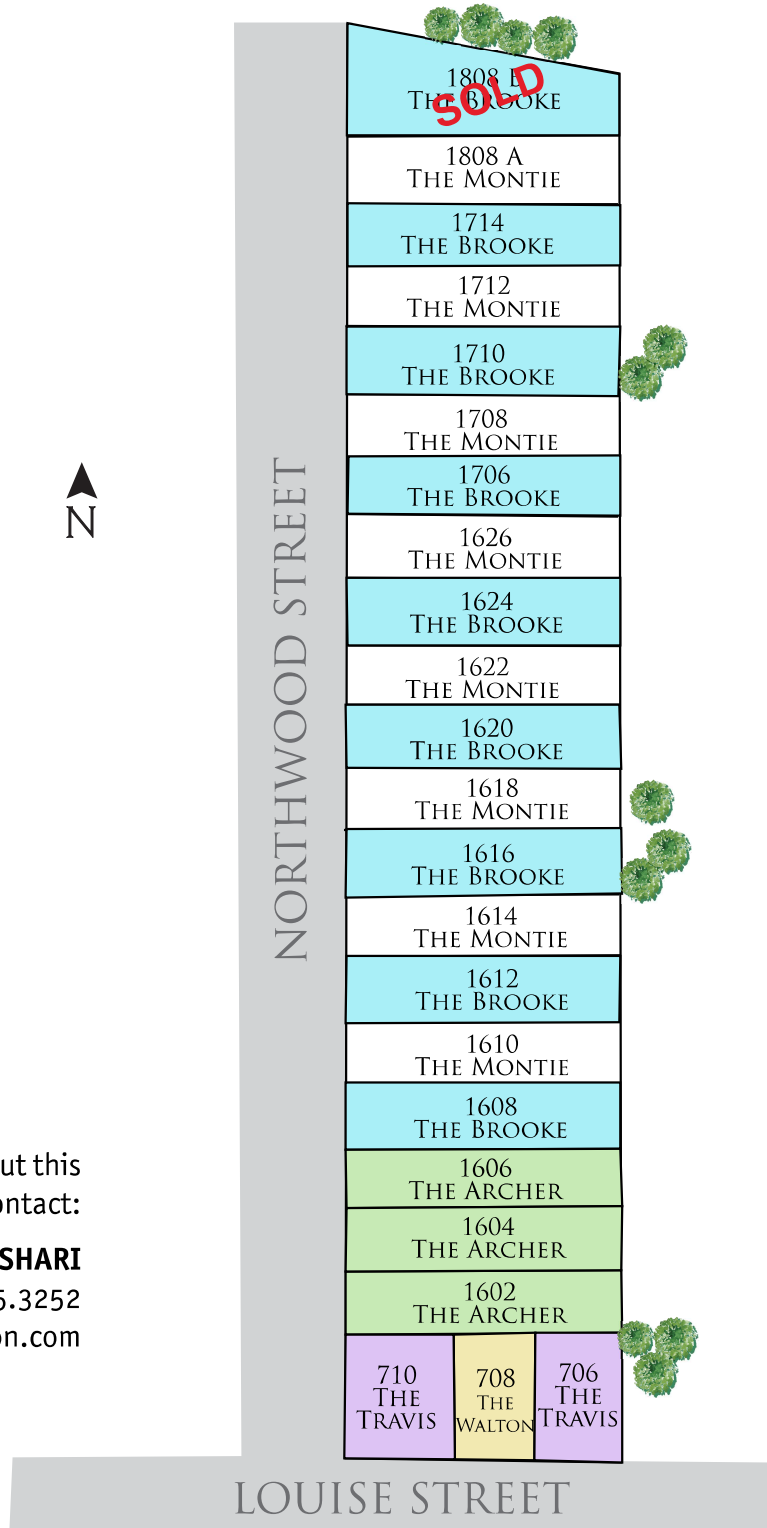 1808 B
The Brooke
SOLD
1808 A
The Montie
1714
The Brooke
1712
The Montie
1710
The Brooke
1708
The Montie
1706
The Brooke
1626
The Montie
1624
The Brooke
1622
The Montie
1620
The Brooke
1618
The Montie
1616
The Brooke
1614
The Montie
1612
The Brooke
1610
The Montie
1608
The Brooke
1606
The Archer
1604
The Archer
1602
The Archer
710
The
Travis
708
The
Walton
706
The
Travis
NORTHWOOD STREET
LOUISE STREET
N
ut this
ontact:
SHARI
.3252
n.com